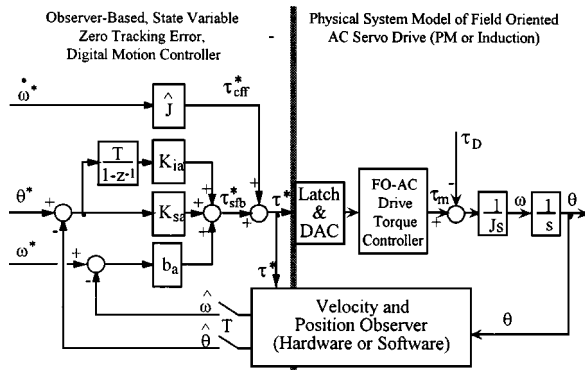 Observer-Based, State Variable
Zero Tracking Error,
Digital Motion Controller
-
Physical System Model of Field Oriented
AC Servo Drive (PM or Induction)
ω̇*
Ĵ
τ*cff
T
1-z⁻¹
Kia
θ*
+
-
Ksa
+
+
+
τ*sfb
+
+
τ*
Latch
&
DAC
FO-AC
Drive
Torque
Controller
τm
+
-
τD
1
Js
ω
1
s
θ
ω*
+
-
ba
τ*
ω̂
θ̂
T
Velocity and
Position Observer
(Hardware or Software)
θ